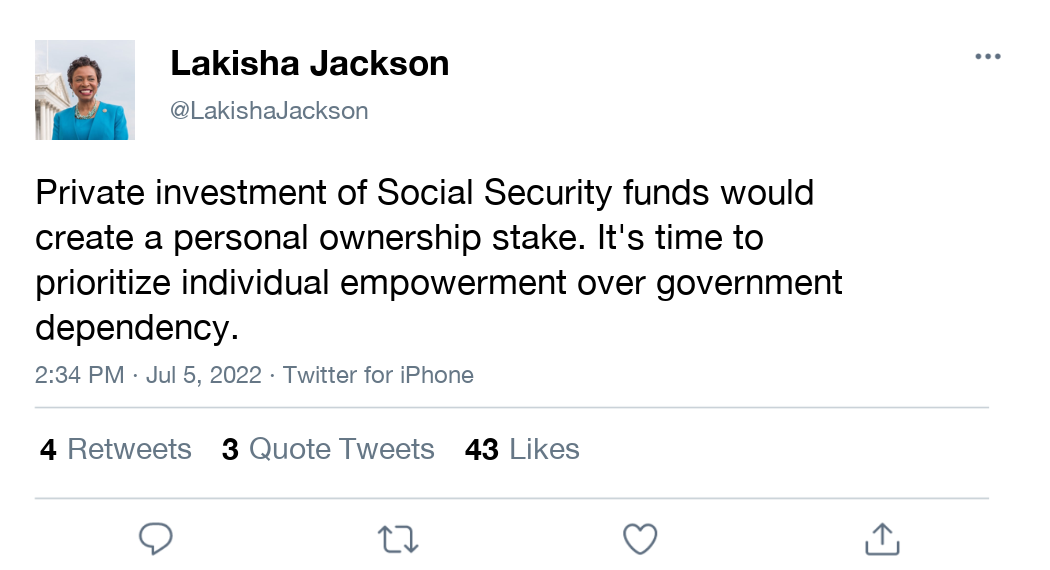 Lakisha Jackson
@LakishaJackson
Private investment of Social Security funds would
create a personal ownership stake. It's time to
prioritize individual empowerment over government
dependency.
2:34 PM · Jul 5, 2022 · Twitter for iPhone
4 Retweets 3 Quote Tweets 43 Likes